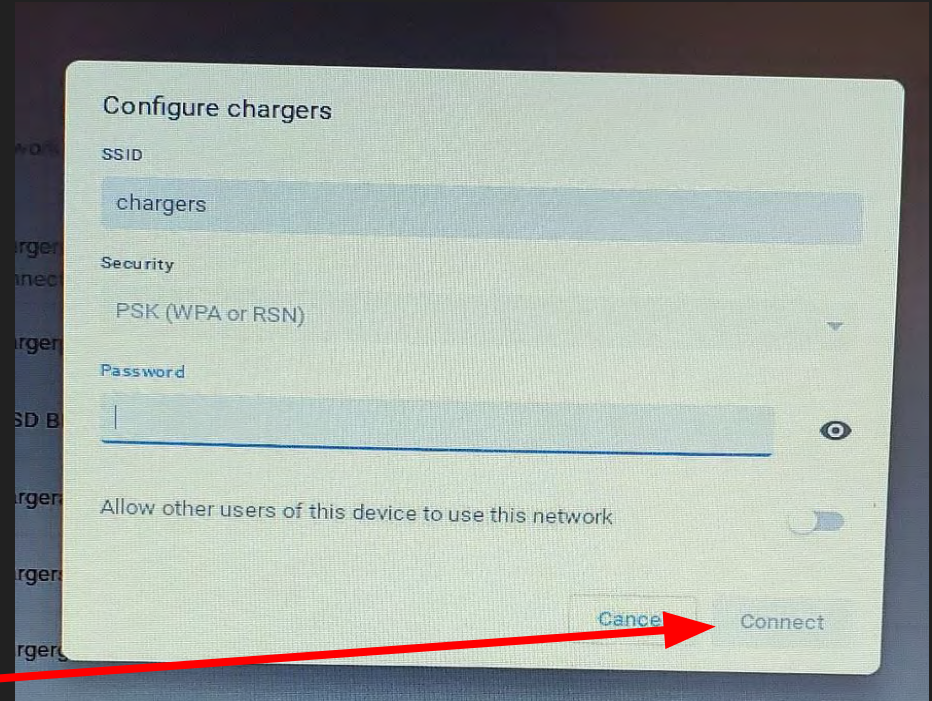 Configure chargers
SSID
chargers
Security
PSK (WPA or RSN)
Password
SD B
Allow other users of this device to use this network
Connect